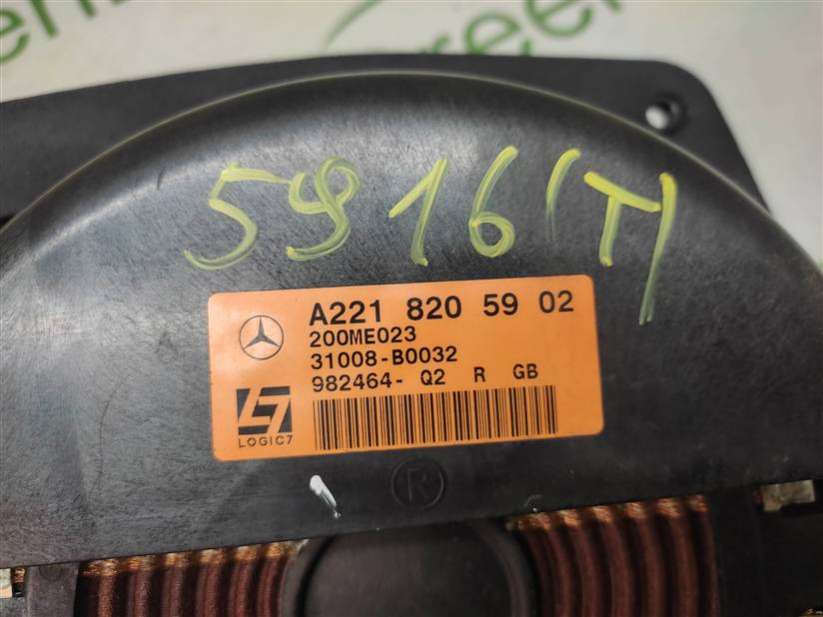 5916(T)
A221 820 59 02
200ME023
31008-B0032
982464- Q2 R GB
LOGIC7
R